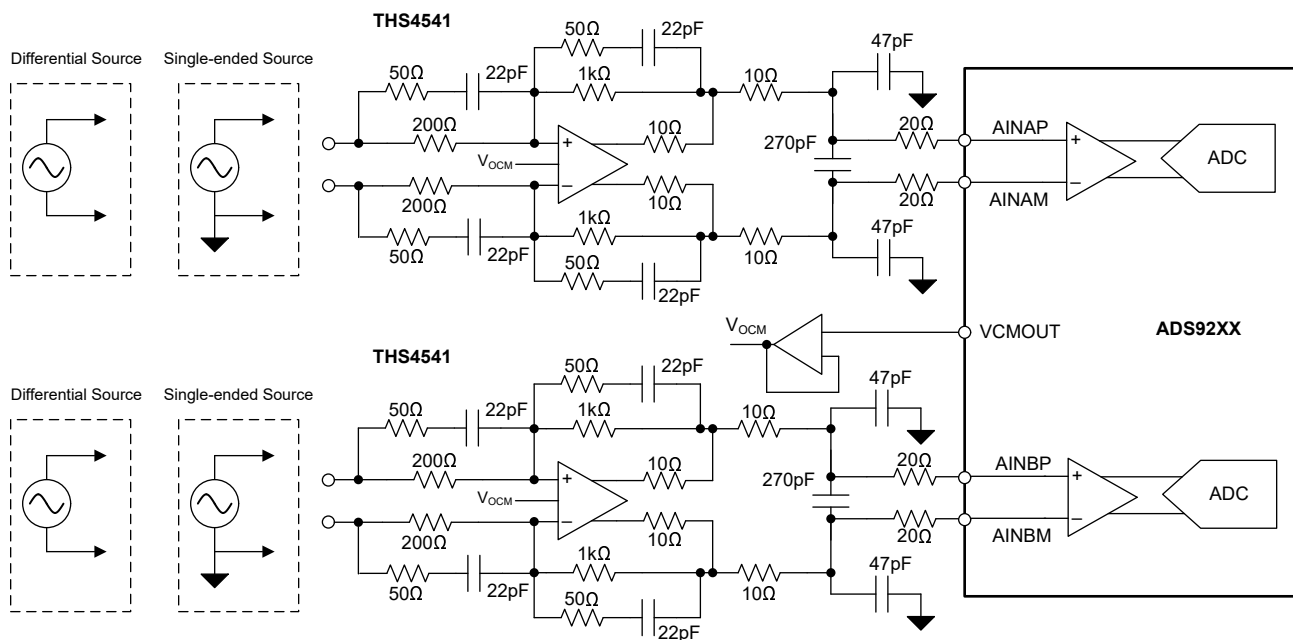 THS4541
50Ω
22pF
47pF
Differential Source
Single-ended Source
50Ω
22pF
1kΩ
10Ω
200Ω
10Ω
20Ω
AINAP
+
+
270pF
ADC
VOCM
−
−
AINAM
200Ω
10Ω
20Ω
1kΩ
47pF
50Ω
22pF
10Ω
50Ω
22pF
VOCM
VCMOUT
ADS92XX
THS4541
50Ω
22pF
47pF
Differential Source
Single-ended Source
50Ω
22pF
1kΩ
10Ω
200Ω
10Ω
20Ω
AINBP
+
+
270pF
ADC
VOCM
−
−
AINBM
200Ω
10Ω
20Ω
1kΩ
47pF
50Ω
22pF
10Ω
50Ω
22pF